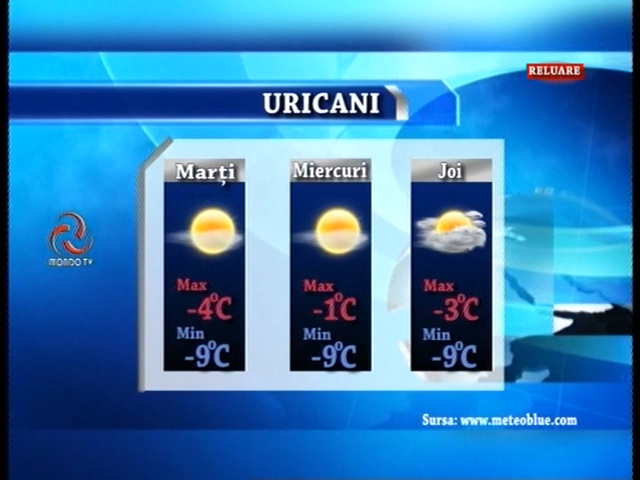 RELUARE
URICANI
Marți
Miercuri
Joi
MONDO TV
Max
-4°C
Min
-9°C
Max
-1°C
Min
-9°C
Max
-3°C
Min
-9°C
Sursa: www.meteoblue.com